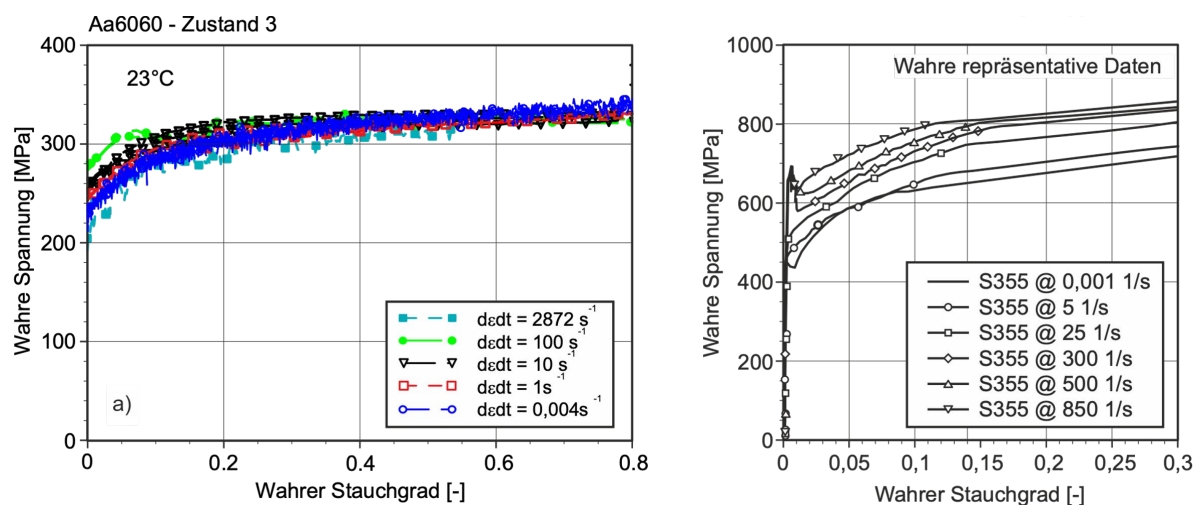 Aa6060 - Zustand 3
400
300
200
100
0
Wahre Spannung [MPa]
23°C
dεdt = 2872 s⁻¹
dεdt = 100 s⁻¹
dεdt = 10 s⁻¹
dεdt = 1s⁻¹
dεdt = 0,004s⁻¹
a)
0
0.2
0.4
0.6
0.8
Wahrer Stauchgrad [-]
1000
800
600
400
200
0
Wahre Spannung [MPa]
Wahre repräsentative Daten
S355 @ 0,001 1/s
S355 @ 5 1/s
S355 @ 25 1/s
S355 @ 300 1/s
S355 @ 500 1/s
S355 @ 850 1/s
0
0,05
0,1
0,15
0,2
0,25
0,3
Wahrer Stauchgrad [-]